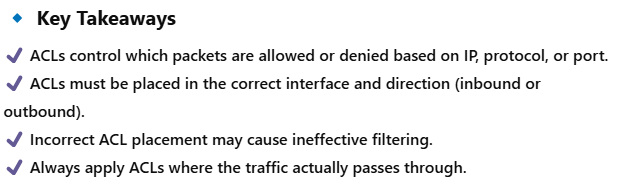 🔹 Key Takeaways
✔ ACLs control which packets are allowed or denied based on IP, protocol, or port.
✔ ACLs must be placed in the correct interface and direction (inbound or
outbound).
✔ Incorrect ACL placement may cause ineffective filtering.
✔ Always apply ACLs where the traffic actually passes through.